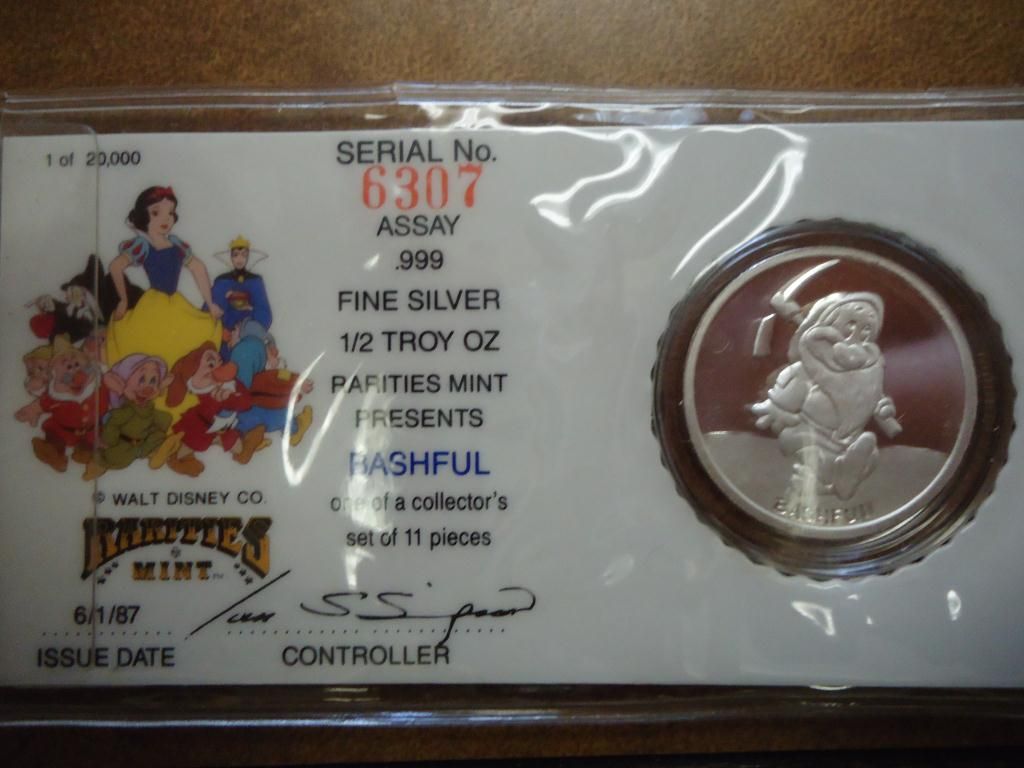 1 of 20,000
SERIAL No.
6307
ASSAY
.999
FINE SILVER
1/2 TROY OZ
RARITIES MINT
PRESENTS
BASHFUL
one of a collector's
set of 11 pieces
© WALT DISNEY CO.
RARITIES
MINT™
6/1/87
ISSUE DATE
CONTROLLER
BASHFUL